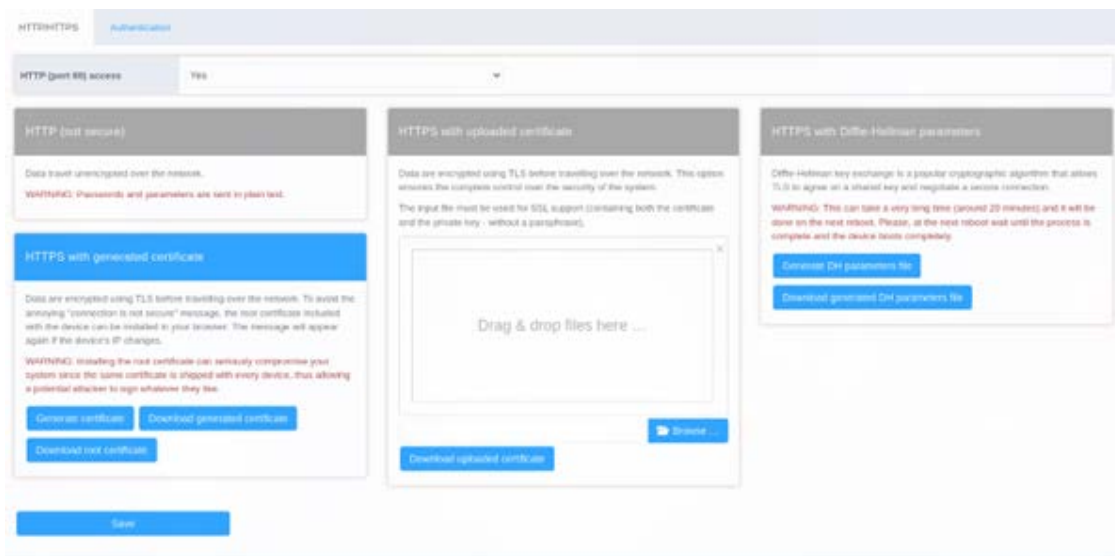 HTTP/HTTPS
Authentication
HTTP (port 80) access
Yes
HTTP (not secure)
Data travel unencrypted over the network.
WARNING: Passwords and parameters are sent in plain text.
HTTPS with generated certificate
Data are encrypted using TLS before travelling over the network. To avoid the
annoying "connection is not secure" message, the root certificate included
with the device can be installed in your browser. The message will appear
again if the device's IP changes.
WARNING: Installing the root certificate can seriously compromise your
system since the same certificate is shipped with every device, thus allowing
a potential attacker to sign whatever they like.
Generate certificate
Download generated certificate
Download root certificate
HTTPS with uploaded certificate
Data are encrypted using TLS before travelling over the network. This option
ensures the complete control over the security of the system.
The input file must be used for SSL support (containing both the certificate
and the private key - without a passphrase).
×
Drag & drop files here ...
Browse ...
Download uploaded certificate
HTTPS with Diffie-Hellman parameters
Diffie-Hellman key exchange is a popular cryptographic algorithm that allows
TLS to agree on a shared key and negotiate a secure connection.
WARNING: This can take a very long time (around 20 minutes) and it will be
done on the next reboot. Please, at the next reboot wait until the process is
complete and the device boots completely.
Generate DH parameters file
Download generated DH parameters file
Save